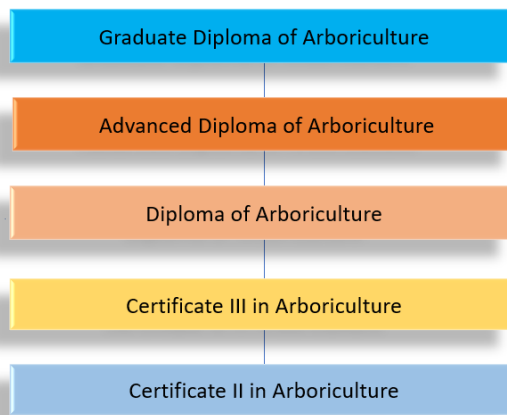 Graduate Diploma of Arboriculture
Advanced Diploma of Arboriculture
Diploma of Arboriculture
Certificate III in Arboriculture
Certificate II in Arboriculture